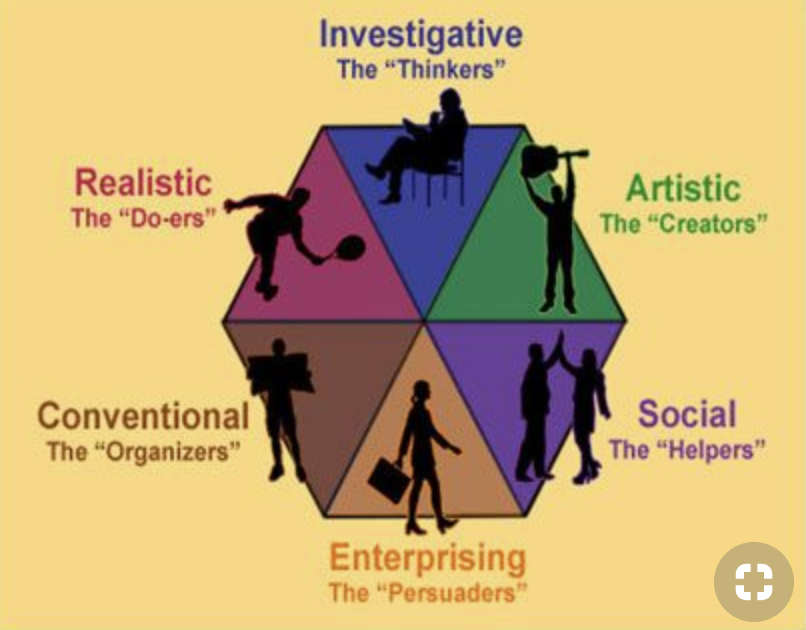 Investigative
The “Thinkers”
Realistic
The “Do-ers”
Artistic
The “Creators”
Conventional
The “Organizers”
Social
The “Helpers”
Enterprising
The “Persuaders”